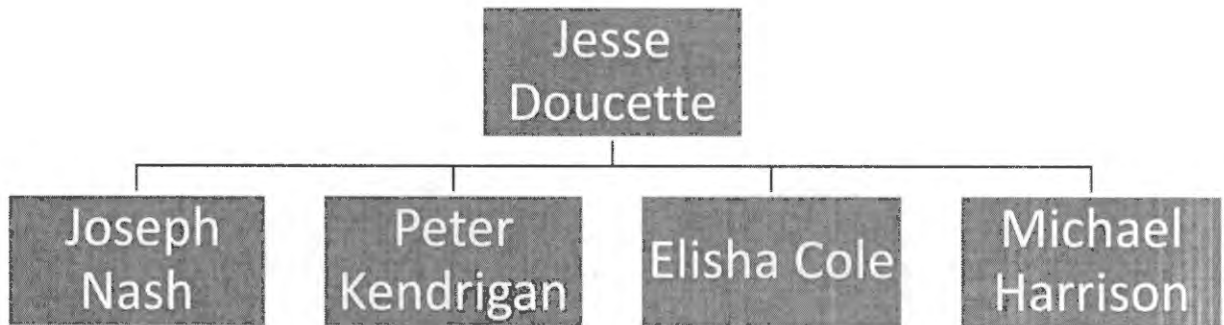 Jesse
Doucette
Joseph
Nash
Peter
Kendrigan
Elisha Cole
Michael
Harrison